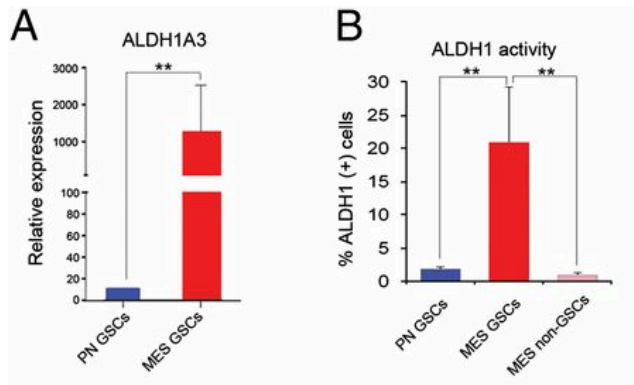 A
ALDH1A3
**
3000
2000
1000
100
80
60
40
20
0
Relative expression
PN GSCs
MES GSCs
B
ALDH1 activity
**
**
30
25
20
15
10
5
0
% ALDH1 (+) cells
PN GSCs
MES GSCs
MES non-GSCs